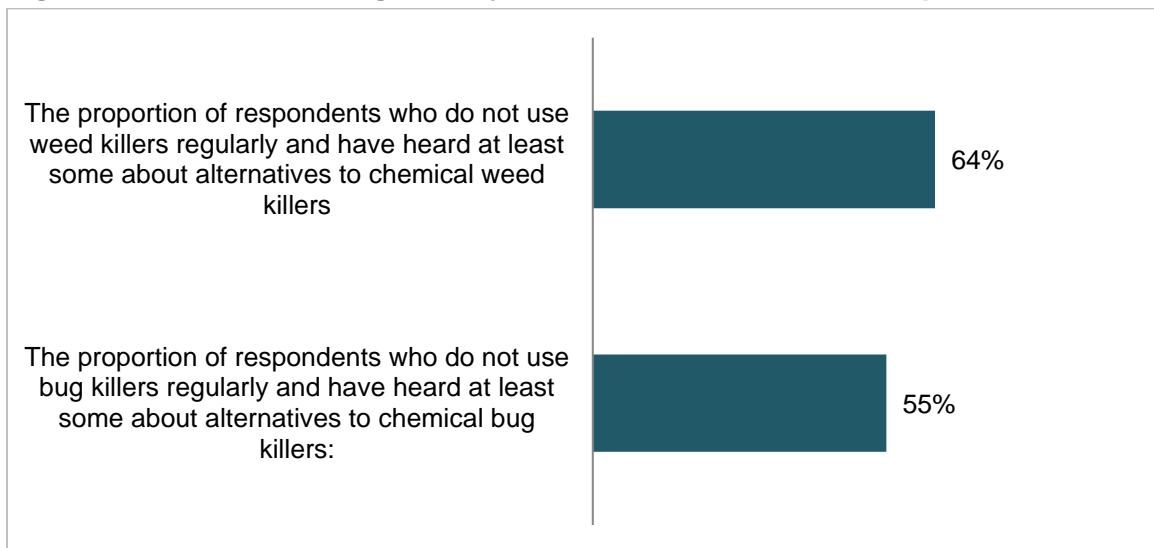 The proportion of respondents who do not use
weed killers regularly and have heard at least
some about alternatives to chemical weed
killers
64%
The proportion of respondents who do not use
bug killers regularly and have heard at least
some about alternatives to chemical bug
killers:
55%